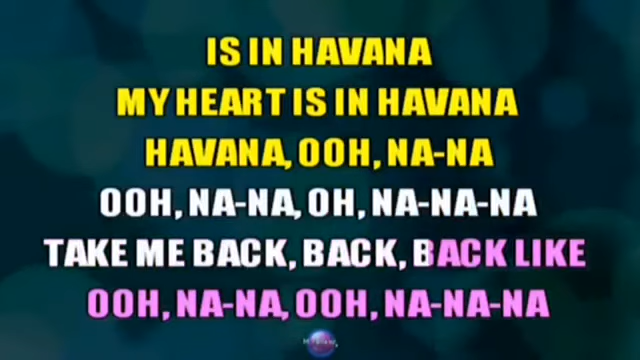 IS IN HAVANA
MY HEART IS IN HAVANA
HAVANA, OOH, NA-NA
OOH, NA-NA, OH, NA-NA-NA
TAKE ME BACK, BACK, BACK LIKE
OOH, NA-NA, OOH, NA-NA-NA